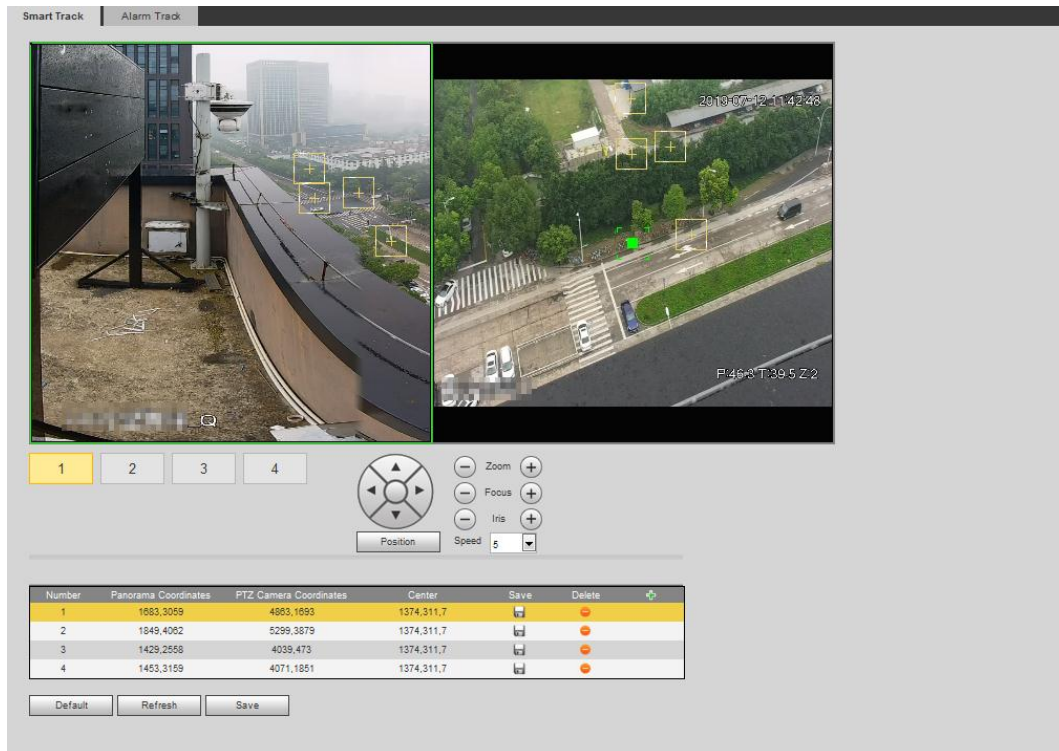 Smart Track Alarm Track
2019-07-12 11:42:48
P:46.8 T:39.5 Z:2
1 2 3 4
Zoom
Focus
Iris
Position Speed 5
Number Panorama Coordinates PTZ Camera Coordinates Center Save Delete
1 1683,3059 4863,1693 1374,311,7
2 1849,4062 5299,3879 1374,311,7
3 1429,2558 4039,473 1374,311,7
4 1453,3159 4071,1851 1374,311,7
Default Refresh Save